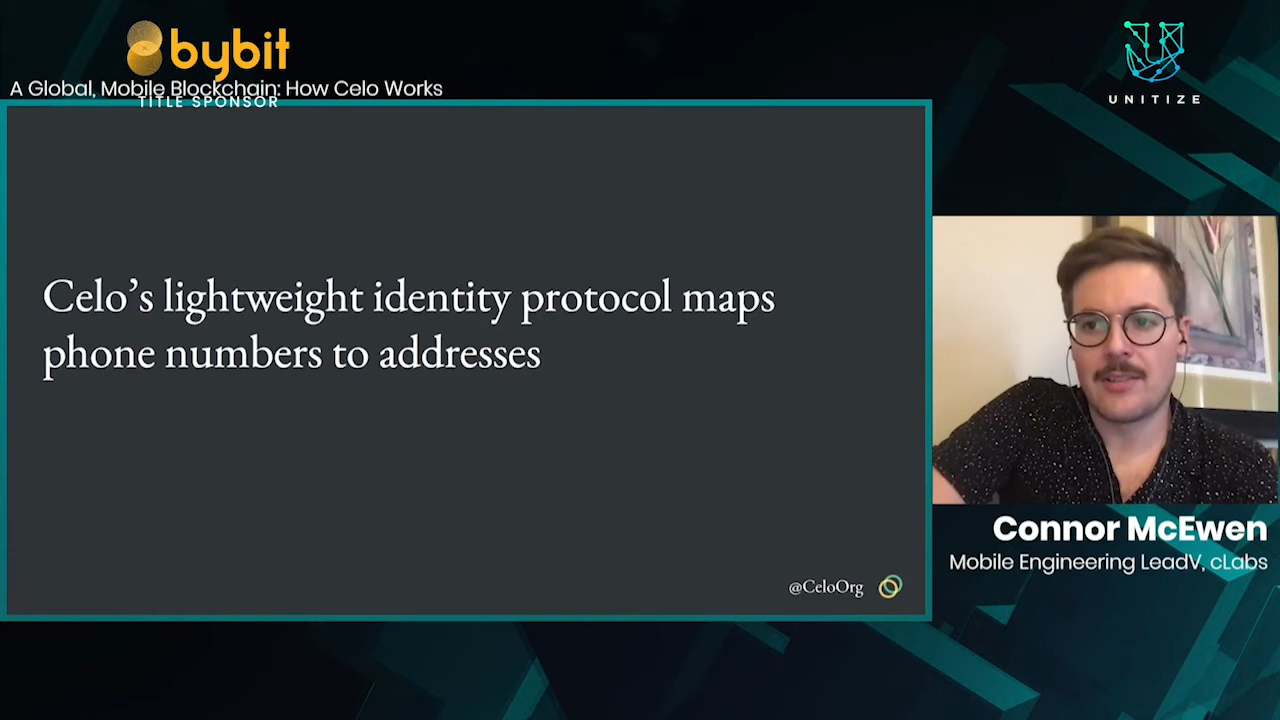 bybit
A Global, Mobile Blockchain: How Celo Works
TITLE SPONSOR
UNITIZE
Celo’s lightweight identity protocol maps
phone numbers to addresses
@CeloOrg
Connor McEwen
Mobile Engineering LeadV, cLabs